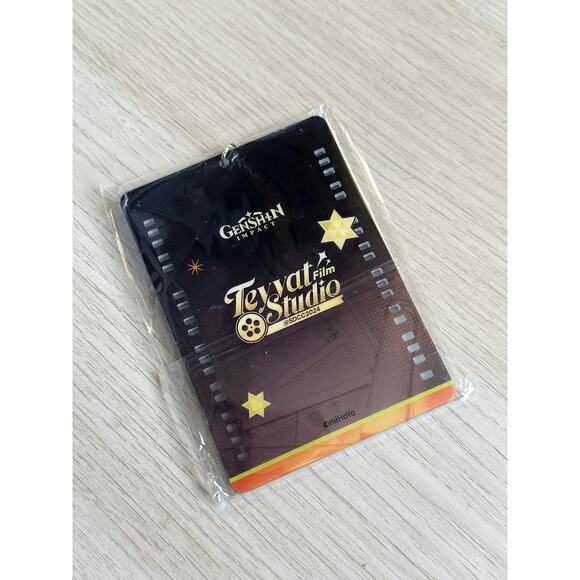 GENSHIN
IMPACT
Teyvat Film
Studio
@SDCC2024
©miHoYo